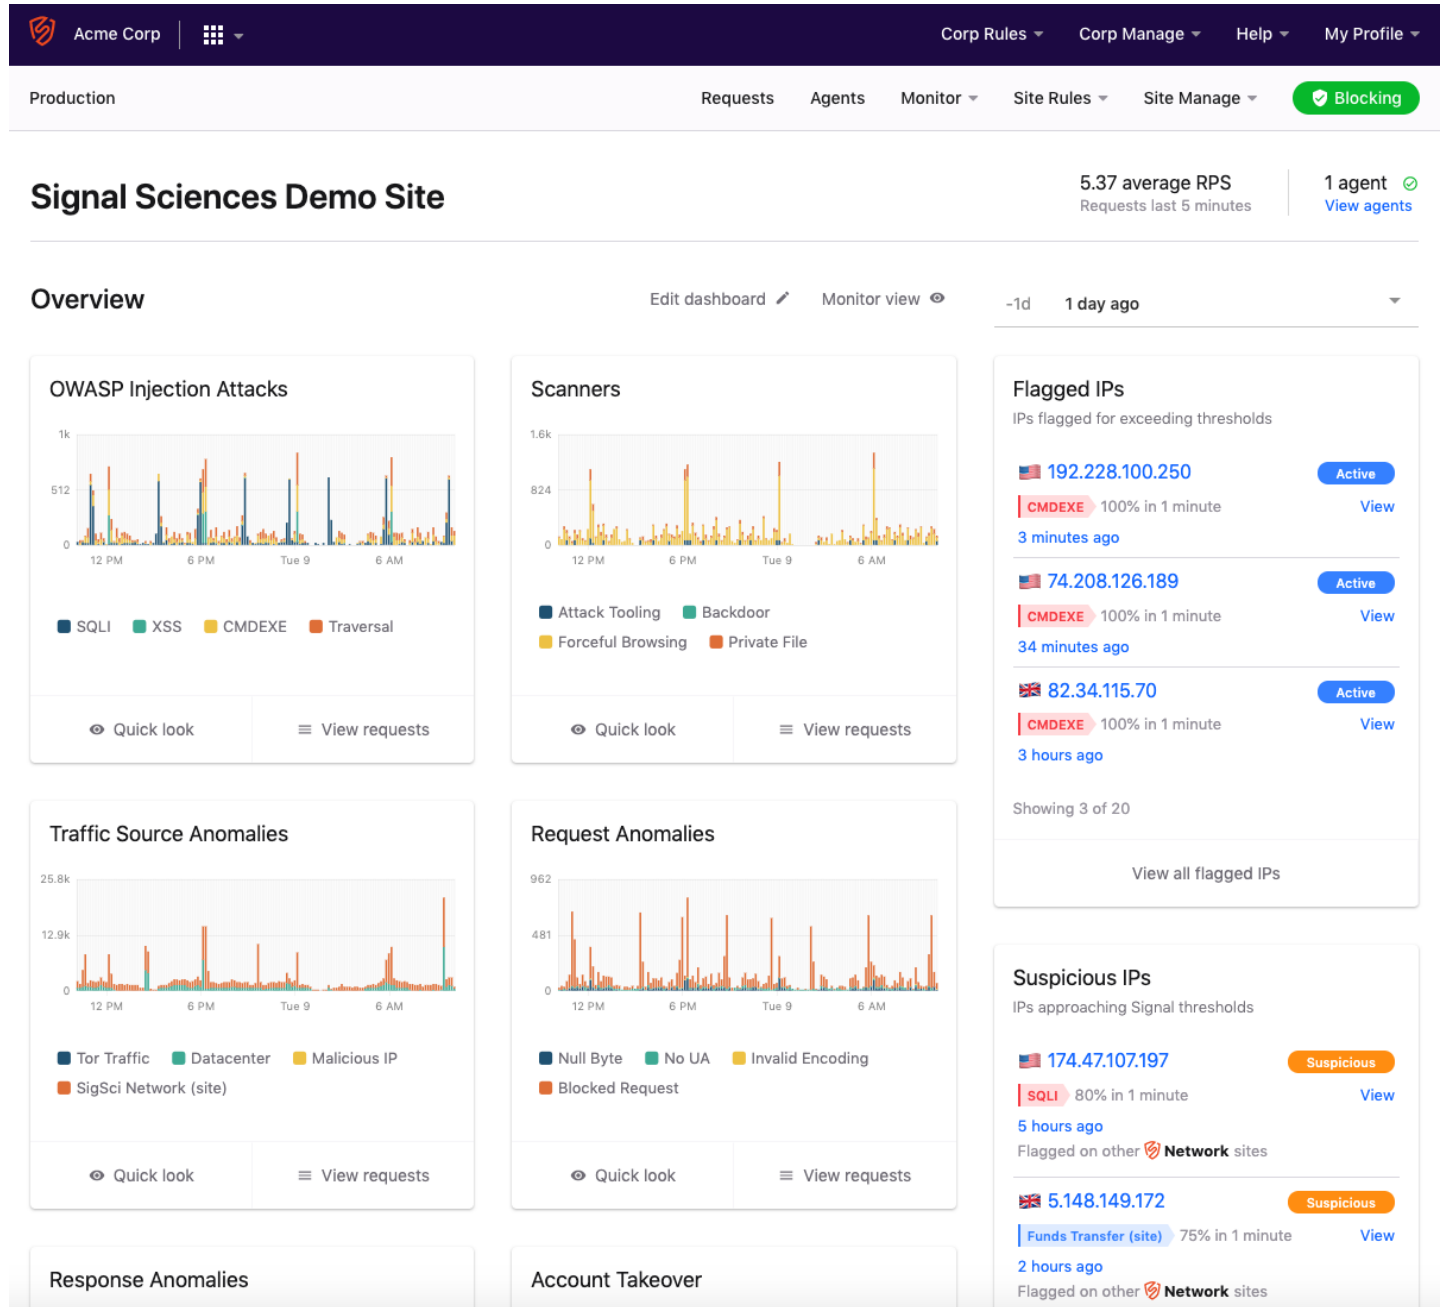 Acme Corp
Corp Rules
Corp Manage
Help
My Profile
Production
Requests
Agents
Monitor
Site Rules
Site Manage
Blocking
Signal Sciences Demo Site
5.37 average RPS
Requests last 5 minutes
1 agent
View agents
Overview
Edit dashboard
Monitor view
-1d 1 day ago
OWASP Injection Attacks
1k
512
0
12 PM 6 PM Tue 9 6 AM
SQLI XSS CMDEXE Traversal
Quick look
View requests
Scanners
1.6k
824
0
12 PM 6 PM Tue 9 6 AM
Attack Tooling Backdoor
Forceful Browsing Private File
Quick look
View requests
Flagged IPs
IPs flagged for exceeding thresholds
192.228.100.250 Active
CMDEXE 100% in 1 minute View
3 minutes ago
74.208.126.189 Active
CMDEXE 100% in 1 minute View
34 minutes ago
82.34.115.70 Active
CMDEXE 100% in 1 minute View
3 hours ago
Showing 3 of 20
View all flagged IPs
Traffic Source Anomalies
25.8k
12.9k
0
12 PM 6 PM Tue 9 6 AM
Tor Traffic Datacenter Malicious IP
SigSci Network (site)
Quick look
View requests
Request Anomalies
962
481
0
12 PM 6 PM Tue 9 6 AM
Null Byte No UA Invalid Encoding
Blocked Request
Quick look
View requests
Suspicious IPs
IPs approaching Signal thresholds
174.47.107.197 Suspicious
SQLI 80% in 1 minute View
5 hours ago
Flagged on other Network sites
5.148.149.172 Suspicious
Funds Transfer (site) 75% in 1 minute View
2 hours ago
Flagged on other Network sites
Response Anomalies
Account Takeover